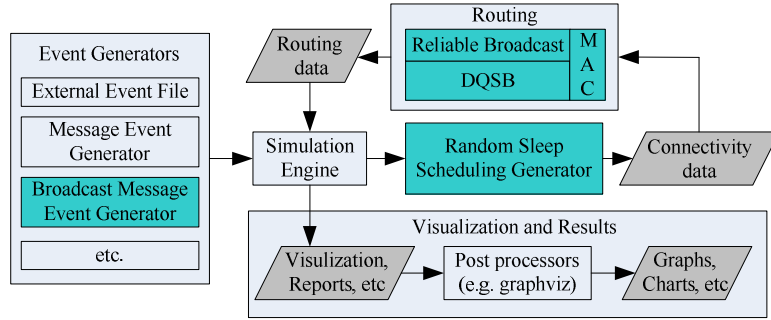 Event Generators
External Event File
Message Event
Generator
Broadcast Message
Event Generator
etc.
Routing
data
Routing
Reliable Broadcast
DQSB
M
A
C
Simulation
Engine
Random Sleep
Scheduling Generator
Connectivity
data
Visualization and Results
Visulization,
Reports, etc
Post processors
(e.g. graphviz)
Graphs,
Charts, etc